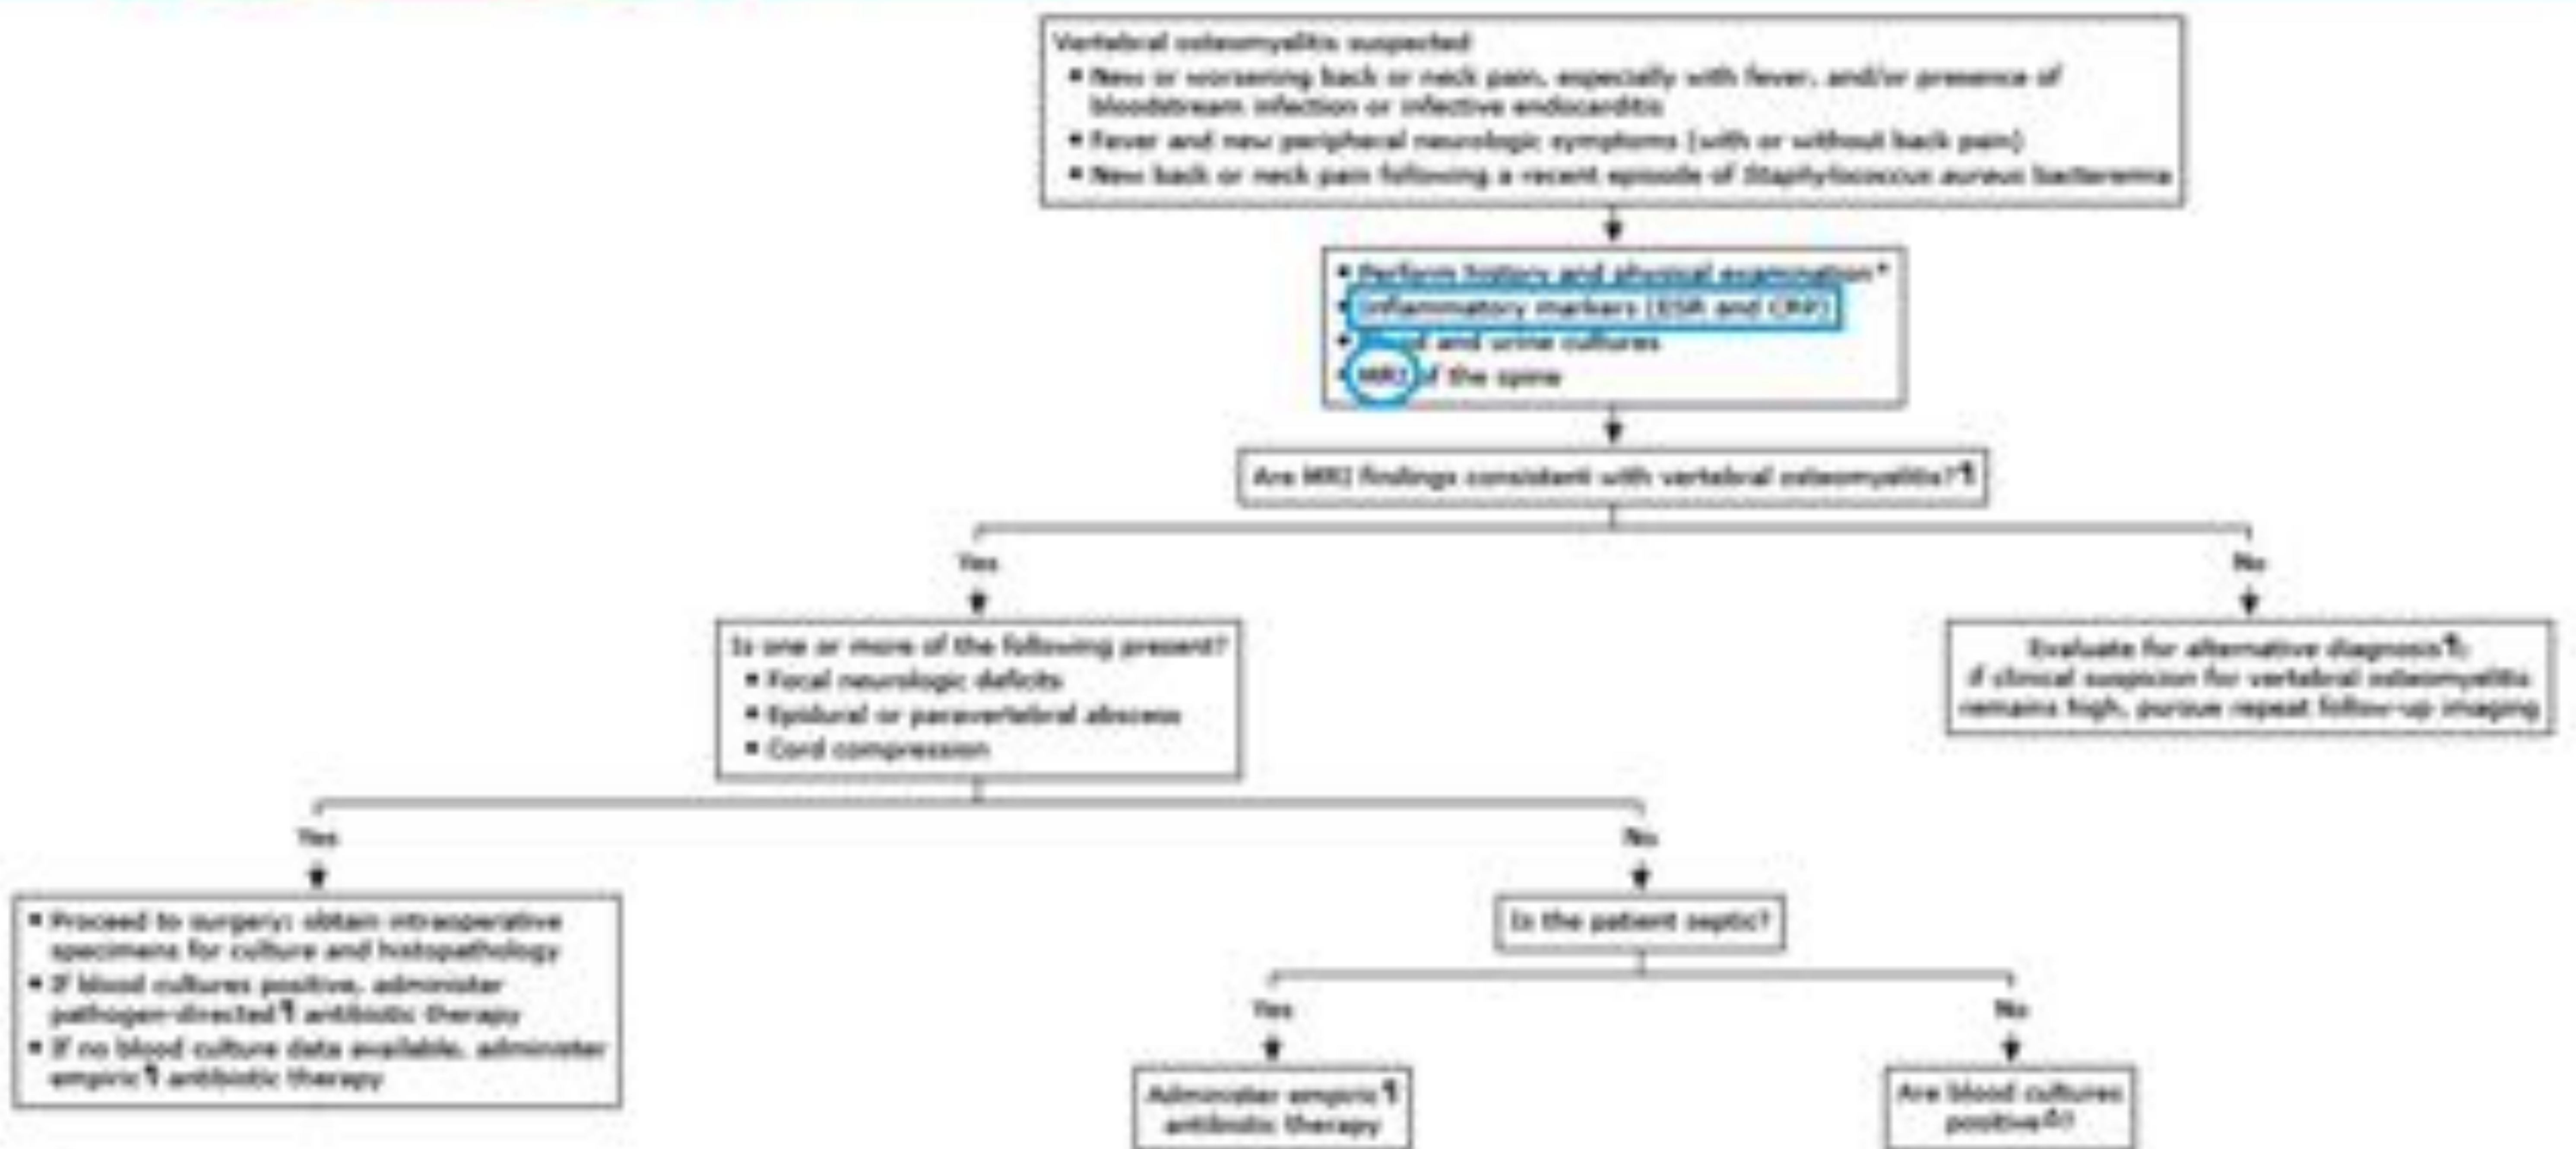 Vertebral osteomyelitis suspected
▪ New or worsening back or neck pain, especially with fever, and/or presence of
bloodstream infection or infective endocarditis
▪ Fever and new peripheral neurologic symptoms (with or without back pain)
▪ New back or neck pain following a recent episode of Staphylococcus aureus bacteremia
▪ Perform history and physical examination*
Inflammatory markers (ESR and CRP)
▪ Blood and urine cultures
MRI of the spine
Are MRI findings consistent with vertebral osteomyelitis?¶
Yes
No
Is one or more of the following present?
▪ Focal neurologic deficits
▪ Epidural or paravertebral abscess
▪ Cord compression
Evaluate for alternative diagnosis¶;
if clinical suspicion for vertebral osteomyelitis
remains high, pursue repeat follow-up imaging
Yes
No
▪ Proceed to surgery; obtain intraoperative
specimens for culture and histopathology
▪ If blood cultures positive, administer
pathogen-directed¶ antibiotic therapy
▪ If no blood culture data available, administer
empiric¶ antibiotic therapy
Is the patient septic?
Yes
No
Administer empiric¶
antibiotic therapy
Are blood cultures
positiveΔ?